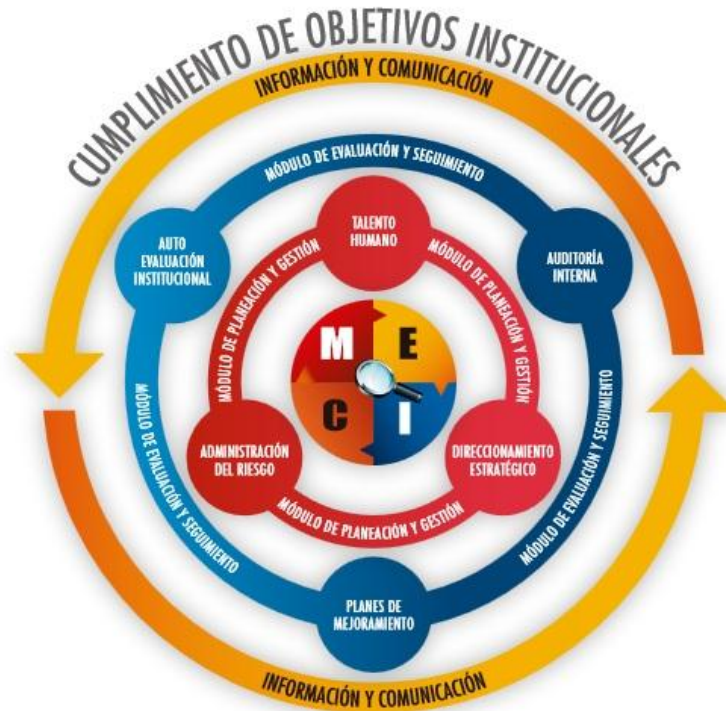 CUMPLIMIENTO DE OBJETIVOS INSTITUCIONALES
INFORMACIÓN Y COMUNICACIÓN
MÓDULO DE EVALUACIÓN Y SEGUIMIENTO
AUTO
EVALUACIÓN
INSTITUCIONAL
TALENTO
HUMANO
AUDITORÍA
INTERNA
MÓDULO DE PLANEACIÓN Y GESTIÓN
MÓDULO DE PLANEACIÓN Y GESTIÓN
M E
C I
MÓDULO DE EVALUACIÓN Y SEGUIMIENTO
MÓDULO DE EVALUACIÓN Y SEGUIMIENTO
ADMINISTRACIÓN
DEL RIESGO
DIRECCIONAMIENTO
ESTRATÉGICO
MÓDULO DE PLANEACIÓN Y GESTIÓN
PLANES DE
MEJORAMIENTO
INFORMACIÓN Y COMUNICACIÓN